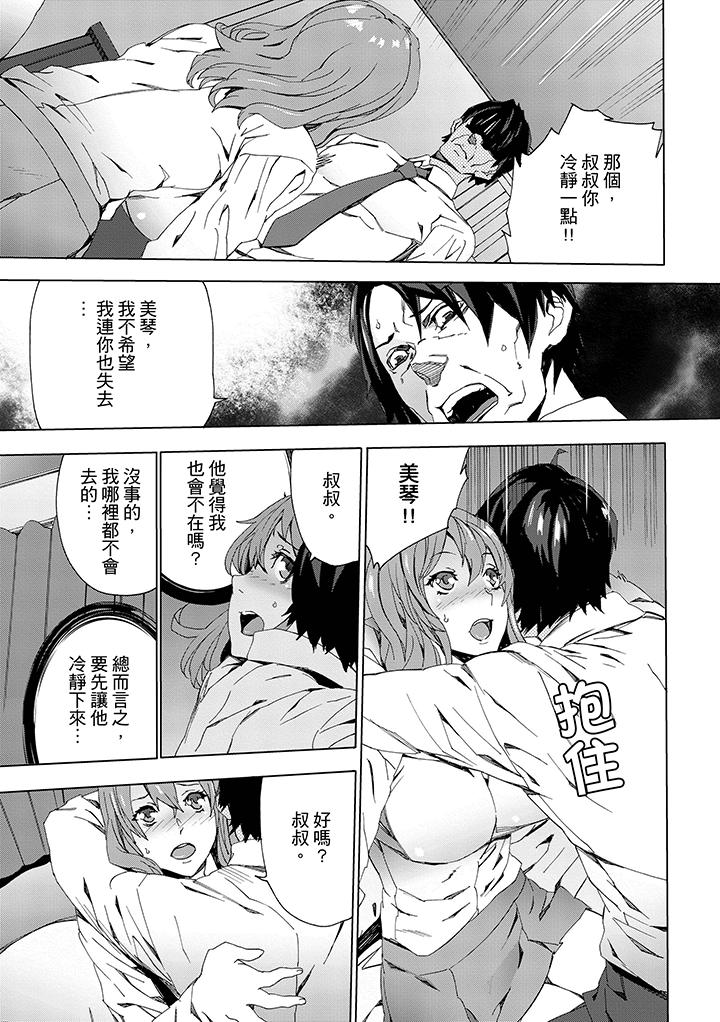 那個，
叔叔你
冷靜一點!!
美琴，
我不希望
我連你也失去
…
美琴!!
抱住
叔叔。
他覺得我
也會不在嗎？
沒事的，
我哪裡都不會
去的…
總而言之，
要先讓他
冷靜下來…
好嗎？
叔叔。